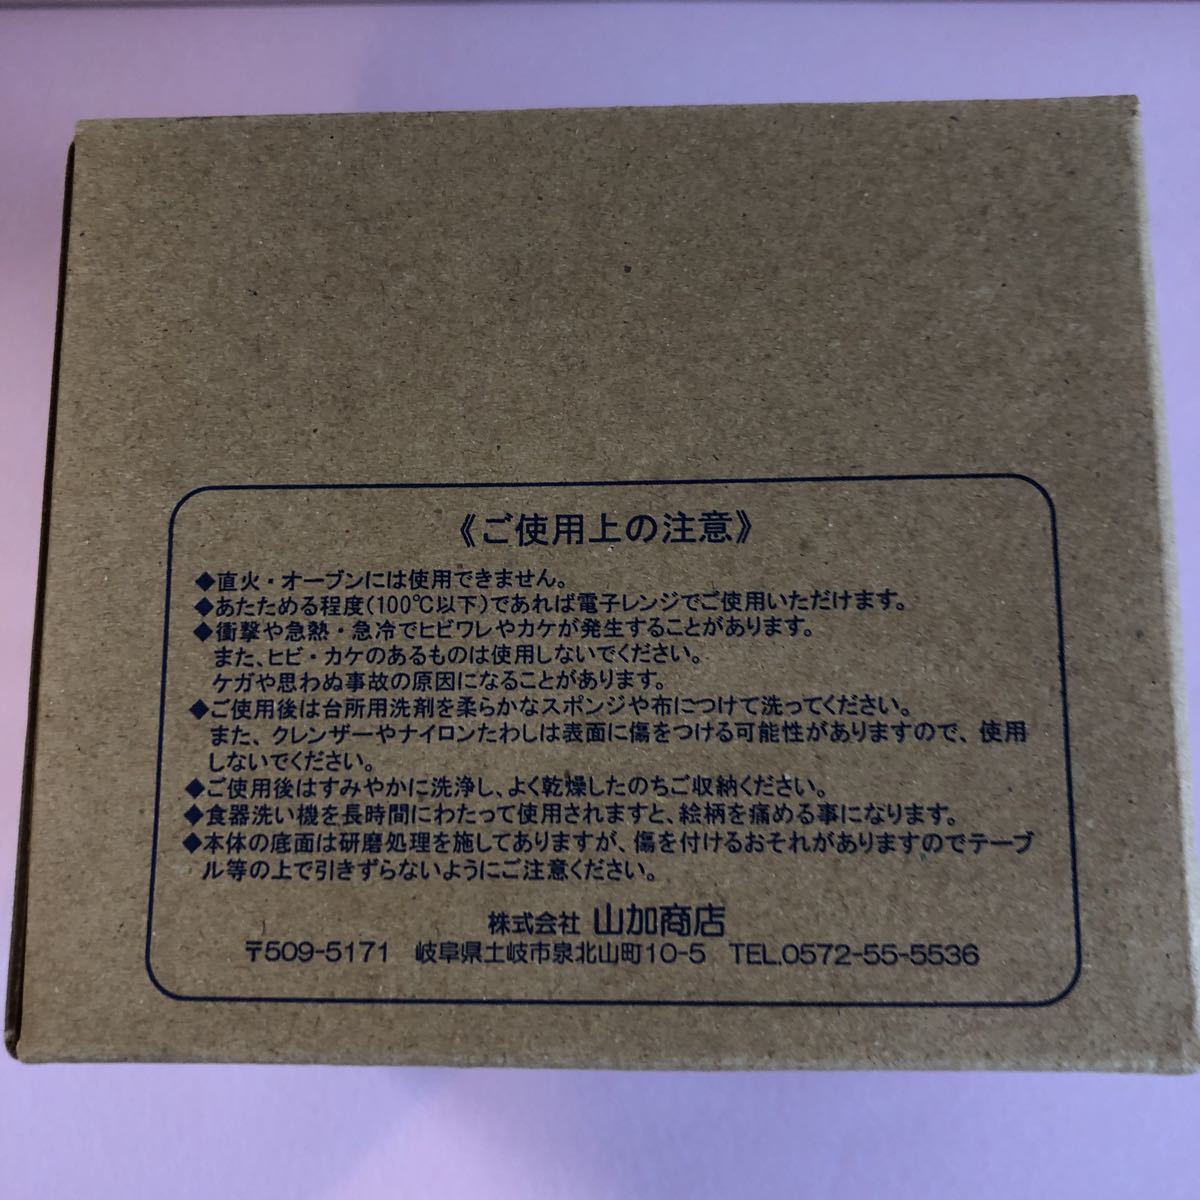 《ご使用上の注意》
◆直火・オーブンには使用できません。
◆あたためる程度(100℃以下)であれば電子レンジでご使用いただけます。
◆衝撃や急熱・急冷でヒビワレやカケが発生することがあります。
また、ヒビ・カケのあるものは使用しないでください。
ケガや思わぬ事故の原因になることがあります。
◆ご使用後は台所用洗剤を柔らかなスポンジや布につけて洗ってください。
また、クレンザーやナイロンたわしは表面に傷をつける可能性がありますので、使用
しないでください。
◆ご使用後はすみやかに洗浄し、よく乾燥したのちご収納ください。
◆食器洗い機を長時間にわたって使用されますと、絵柄を痛める事になります。
◆本体の底面は研磨処理を施してありますが、傷を付けるおそれがありますのでテーブ
ル等の上で引きずらないようにご注意ください。
株式会社 山加商店
〒509-5171 岐阜県土岐市泉北山町10-5 TEL.0572-55-5536